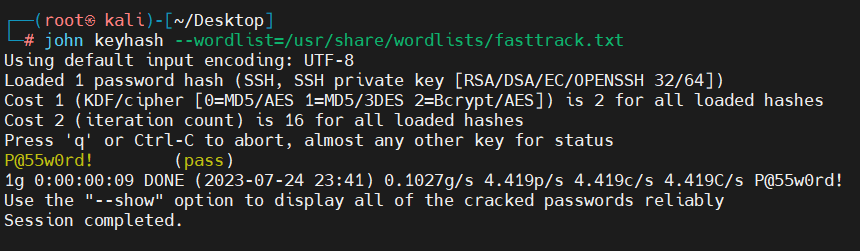 ┌──(root㉿ kali)-[~/Desktop]
└─# john keyhash --wordlist=/usr/share/wordlists/fasttrack.txt
Using default input encoding: UTF-8
Loaded 1 password hash (SSH, SSH private key [RSA/DSA/EC/OPENSSH 32/64])
Cost 1 (KDF/cipher [0=MD5/AES 1=MD5/3DES 2=Bcrypt/AES]) is 2 for all loaded hashes
Cost 2 (iteration count) is 16 for all loaded hashes
Press 'q' or Ctrl-C to abort, almost any other key for status
P@55w0rd!        (pass)
1g 0:00:00:09 DONE (2023-07-24 23:41) 0.1027g/s 4.419p/s 4.419c/s 4.419C/s P@55w0rd!
Use the "--show" option to display all of the cracked passwords reliably
Session completed.